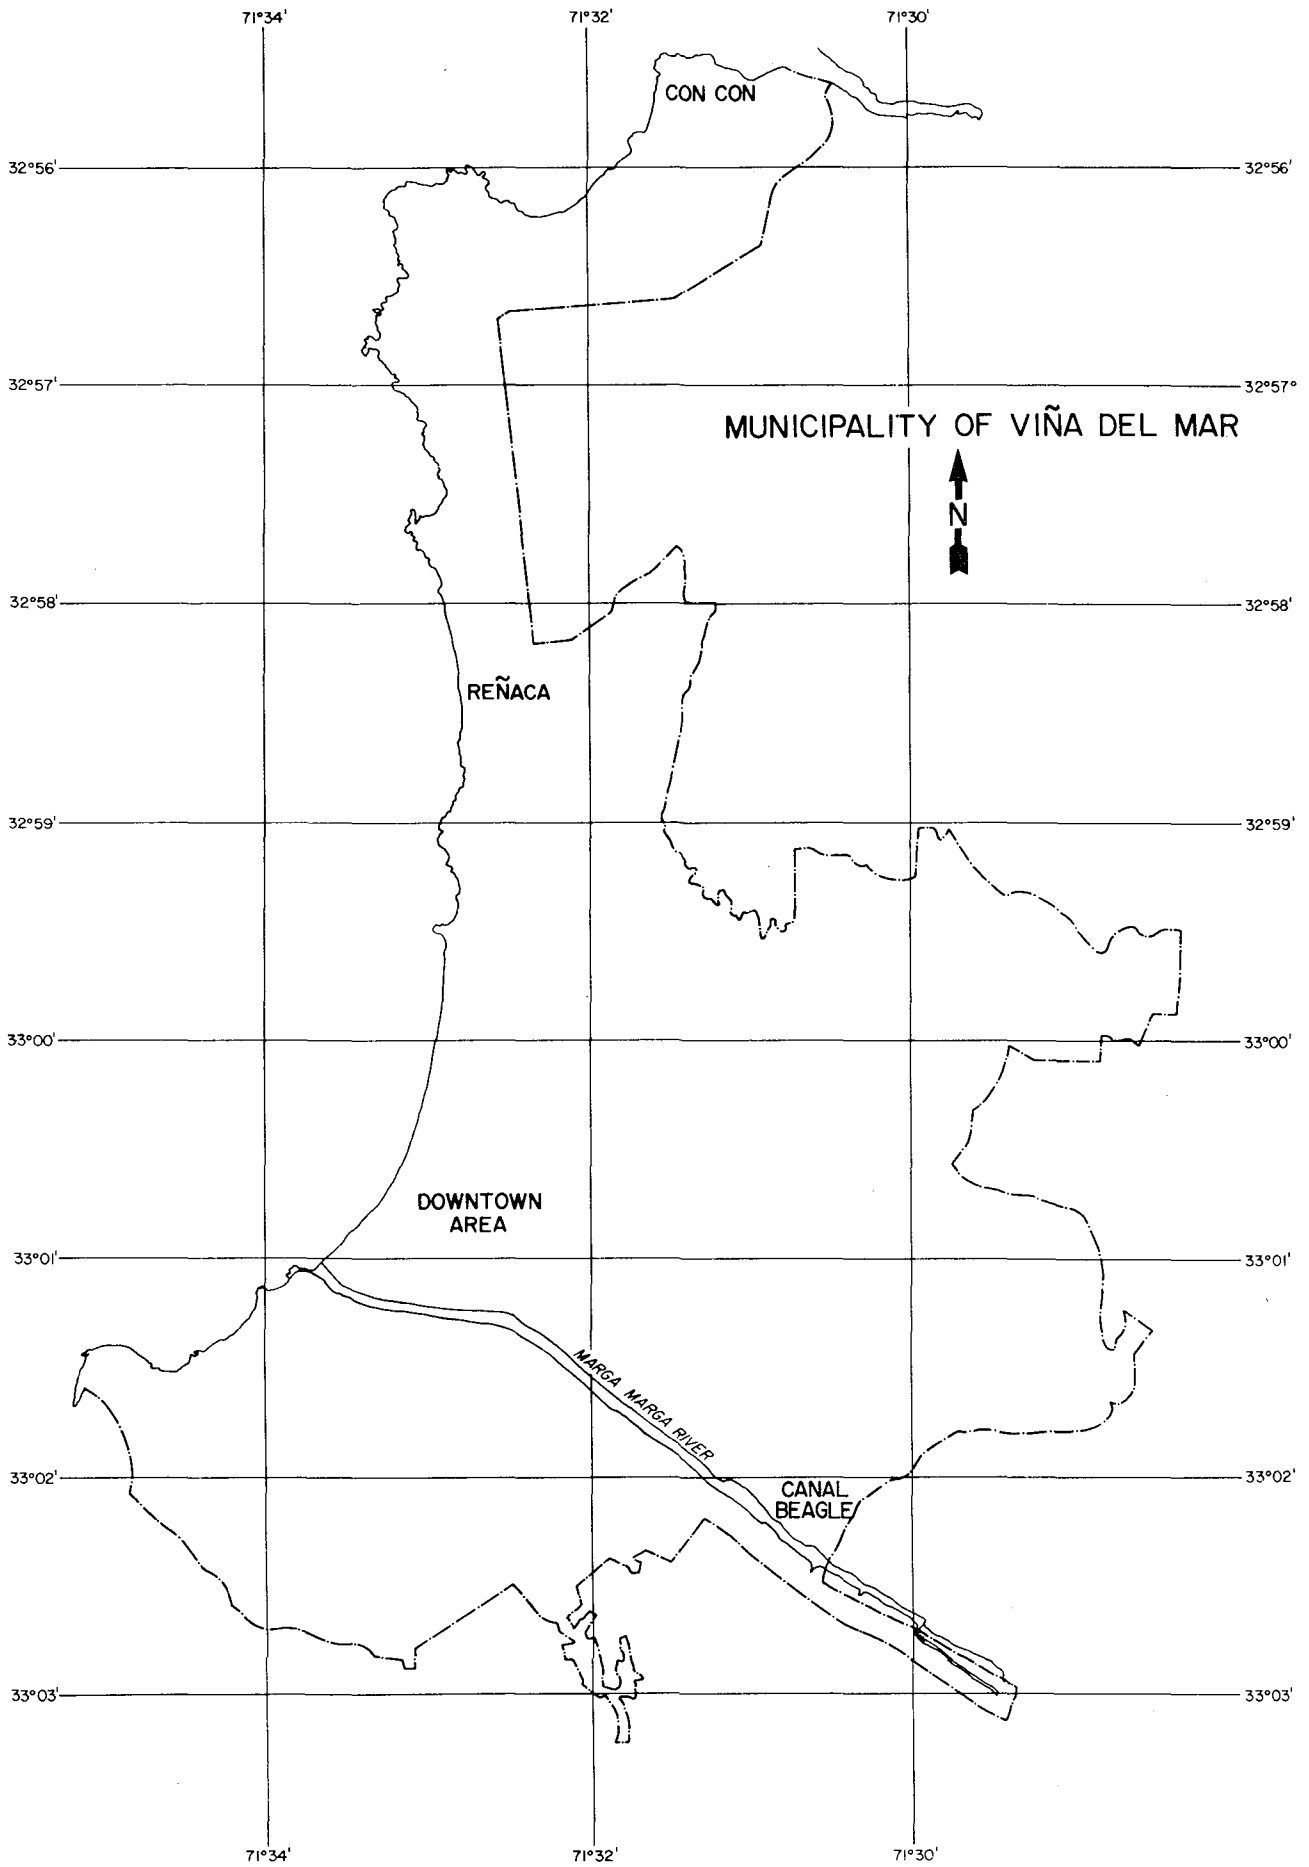 71°34' 71°32' 71°30'
CON CON
32°56' 32°56'
32°57' 32°57°
MUNICIPALITY OF VIÑA DEL MAR
N
32°58' 32°58'
REÑACA
32°59' 32°59'
33°00' 33°00'
DOWNTOWN
AREA
33°01' 33°01'
MARGA MARGA RIVER
33°02' 33°02'
CANAL
BEAGLE
33°03' 33°03'
71°34' 71°32' 71°30'